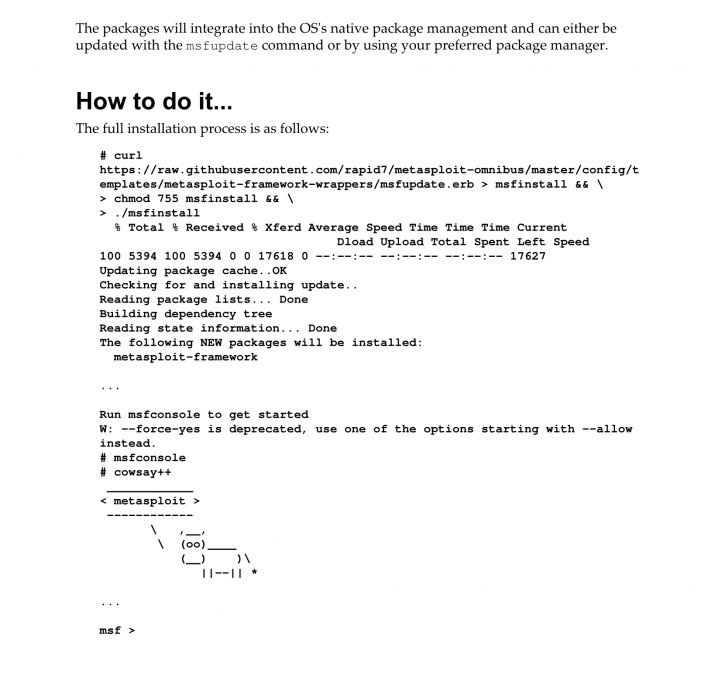 The packages will integrate into the OS's native package management and can either be
updated with the msfupdate command or by using your preferred package manager.
How to do it...
The full installation process is as follows:
# curl
https://raw.githubusercontent.com/rapid7/metasploit-omnibus/master/config/t
emplates/metasploit-framework-wrappers/msfupdate.erb > msfinstall && \
> chmod 755 msfinstall && \
> ./msfinstall
% Total % Received % Xferd Average Speed Time Time Time Current
Dload Upload Total Spent Left Speed
100 5394 100 5394 0 0 17618 0 --:--:-- --:--:-- --:--:-- 17627
Updating package cache..OK
Checking for and installing update..
Reading package lists... Done
Building dependency tree
Reading state information... Done
The following NEW packages will be installed:
metasploit-framework
...
Run msfconsole to get started
W: --force-yes is deprecated, use one of the options starting with --allow
instead.
# msfconsole
# cowsay++
____________
< metasploit >
------------
\ ,__,
\ (oo)____
(__) )\
||--|| *
...
msf >